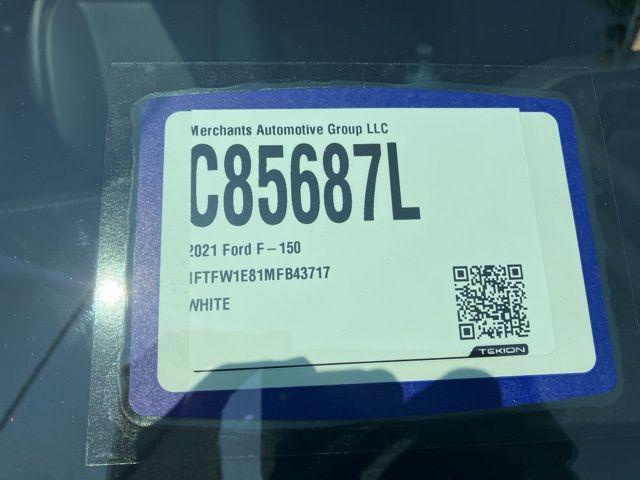 Merchants Automotive Group LLC
C85687L
2021 Ford F-150
1FTFW1E81MFB43717
WHITE
TEKION